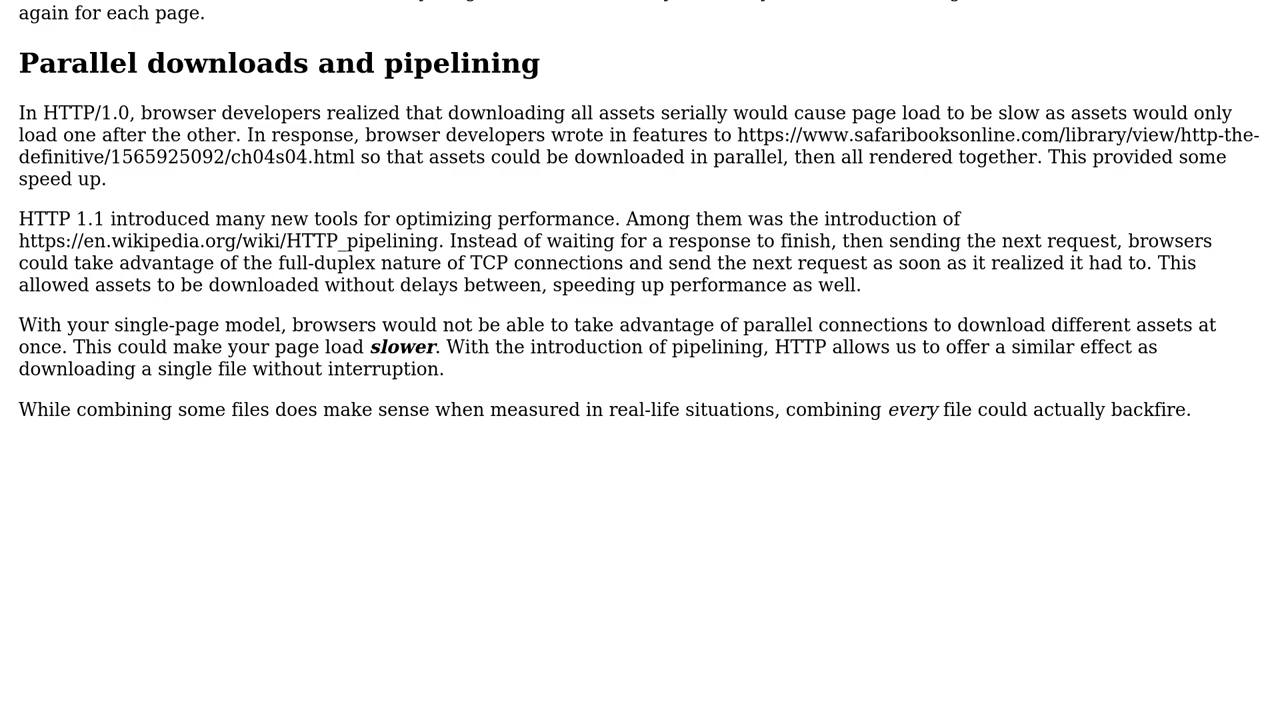 again for each page.
Parallel downloads and pipelining
In HTTP/1.0, browser developers realized that downloading all assets serially would cause page load to be slow as assets would only
load one after the other. In response, browser developers wrote in features to https://www.safaribooksonline.com/library/view/http-the-
definitive/1565925092/ch04s04.html so that assets could be downloaded in parallel, then all rendered together. This provided some
speed up.
HTTP 1.1 introduced many new tools for optimizing performance. Among them was the introduction of
https://en.wikipedia.org/wiki/HTTP_pipelining. Instead of waiting for a response to finish, then sending the next request, browsers
could take advantage of the full-duplex nature of TCP connections and send the next request as soon as it realized it had to. This
allowed assets to be downloaded without delays between, speeding up performance as well.
With your single-page model, browsers would not be able to take advantage of parallel connections to download different assets at
once. This could make your page load slower. With the introduction of pipelining, HTTP allows us to offer a similar effect as
downloading a single file without interruption.
While combining some files does make sense when measured in real-life situations, combining every file could actually backfire.